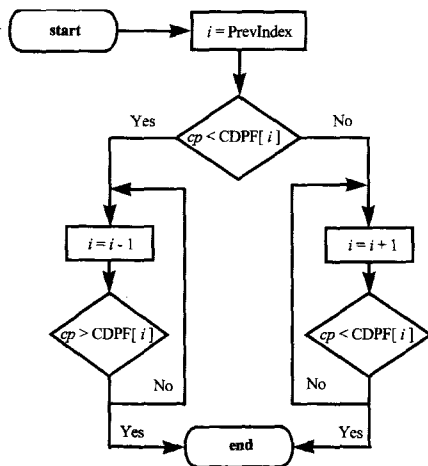 start
i = PrevIndex
Yes
No
cp < CDPF[ i ]
i = i - 1
i = i + 1
cp > CDPF[ i ]
cp < CDPF[ i ]
No
No
Yes
end
Yes